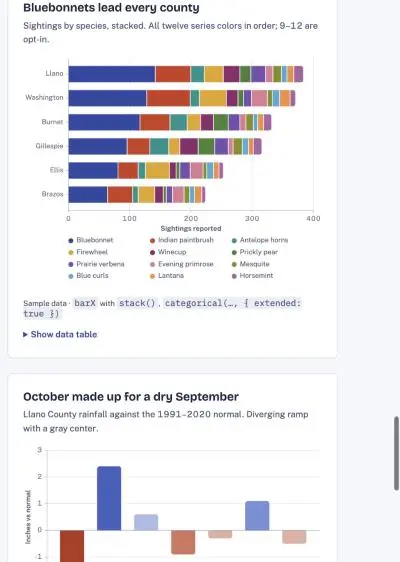 Bluebonnets lead every county
Sightings by species, stacked. All twelve series colors in order; 9–12 are
opt-in.
Llano
Washington
Burnet
Gillespie
Ellis
Brazos
0 100 200 300 400
Sightings reported
Bluebonnet Indian paintbrush Antelope horns
Firewheel Winecup Prickly pear
Prairie verbena Evening primrose Mesquite
Blue curls Lantana Horsemint
Sample data · barX with stack(), categorical(…, { extended:
true })
Show data table
October made up for a dry September
Llano County rainfall against the 1991–2020 normal. Diverging ramp
with a gray center.
Inches vs normal
3
2
1
0
-1